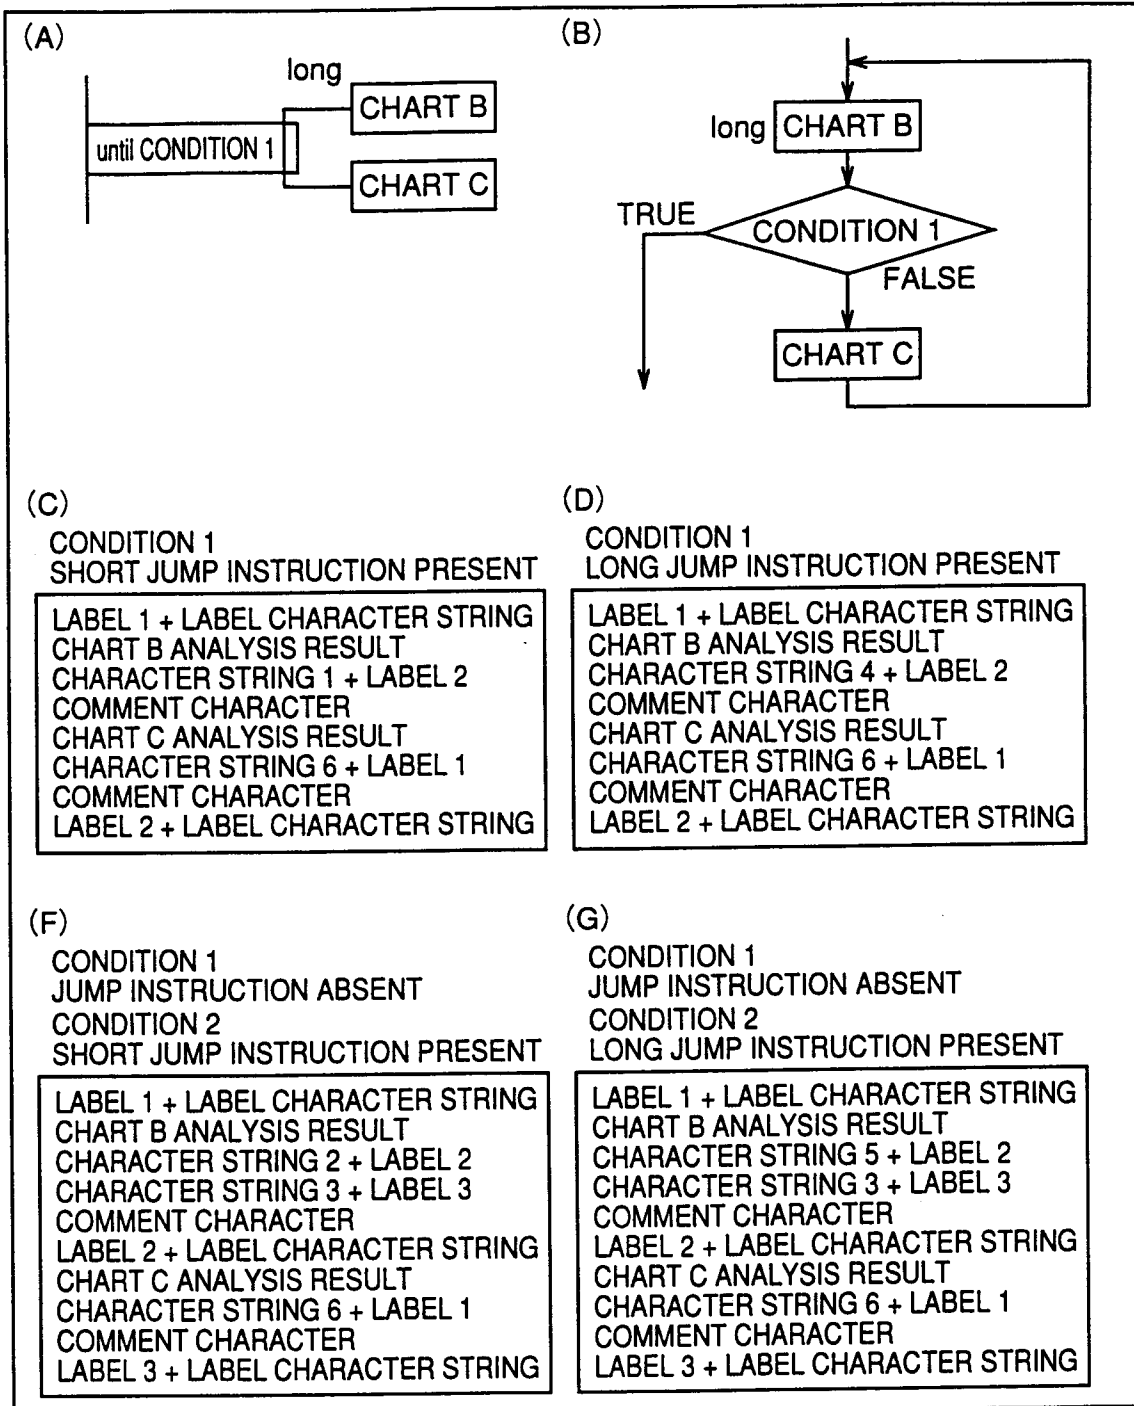 (A)
long
CHART B
until CONDITION 1
CHART C
(B)
long
CHART B
TRUE
CONDITION 1
FALSE
CHART C
(C)
CONDITION 1
SHORT JUMP INSTRUCTION PRESENT
LABEL 1 + LABEL CHARACTER STRING
CHART B ANALYSIS RESULT
CHARACTER STRING 1 + LABEL 2
COMMENT CHARACTER
CHART C ANALYSIS RESULT
CHARACTER STRING 6 + LABEL 1
COMMENT CHARACTER
LABEL 2 + LABEL CHARACTER STRING
(D)
CONDITION 1
LONG JUMP INSTRUCTION PRESENT
LABEL 1 + LABEL CHARACTER STRING
CHART B ANALYSIS RESULT
CHARACTER STRING 4 + LABEL 2
COMMENT CHARACTER
CHART C ANALYSIS RESULT
CHARACTER STRING 6 + LABEL 1
COMMENT CHARACTER
LABEL 2 + LABEL CHARACTER STRING
(F)
CONDITION 1
JUMP INSTRUCTION ABSENT
CONDITION 2
SHORT JUMP INSTRUCTION PRESENT
LABEL 1 + LABEL CHARACTER STRING
CHART B ANALYSIS RESULT
CHARACTER STRING 2 + LABEL 2
CHARACTER STRING 3 + LABEL 3
COMMENT CHARACTER
LABEL 2 + LABEL CHARACTER STRING
CHART C ANALYSIS RESULT
CHARACTER STRING 6 + LABEL 1
COMMENT CHARACTER
LABEL 3 + LABEL CHARACTER STRING
(G)
CONDITION 1
JUMP INSTRUCTION ABSENT
CONDITION 2
LONG JUMP INSTRUCTION PRESENT
LABEL 1 + LABEL CHARACTER STRING
CHART B ANALYSIS RESULT
CHARACTER STRING 5 + LABEL 2
CHARACTER STRING 3 + LABEL 3
COMMENT CHARACTER
LABEL 2 + LABEL CHARACTER STRING
CHART C ANALYSIS RESULT
CHARACTER STRING 6 + LABEL 1
COMMENT CHARACTER
LABEL 3 + LABEL CHARACTER STRING